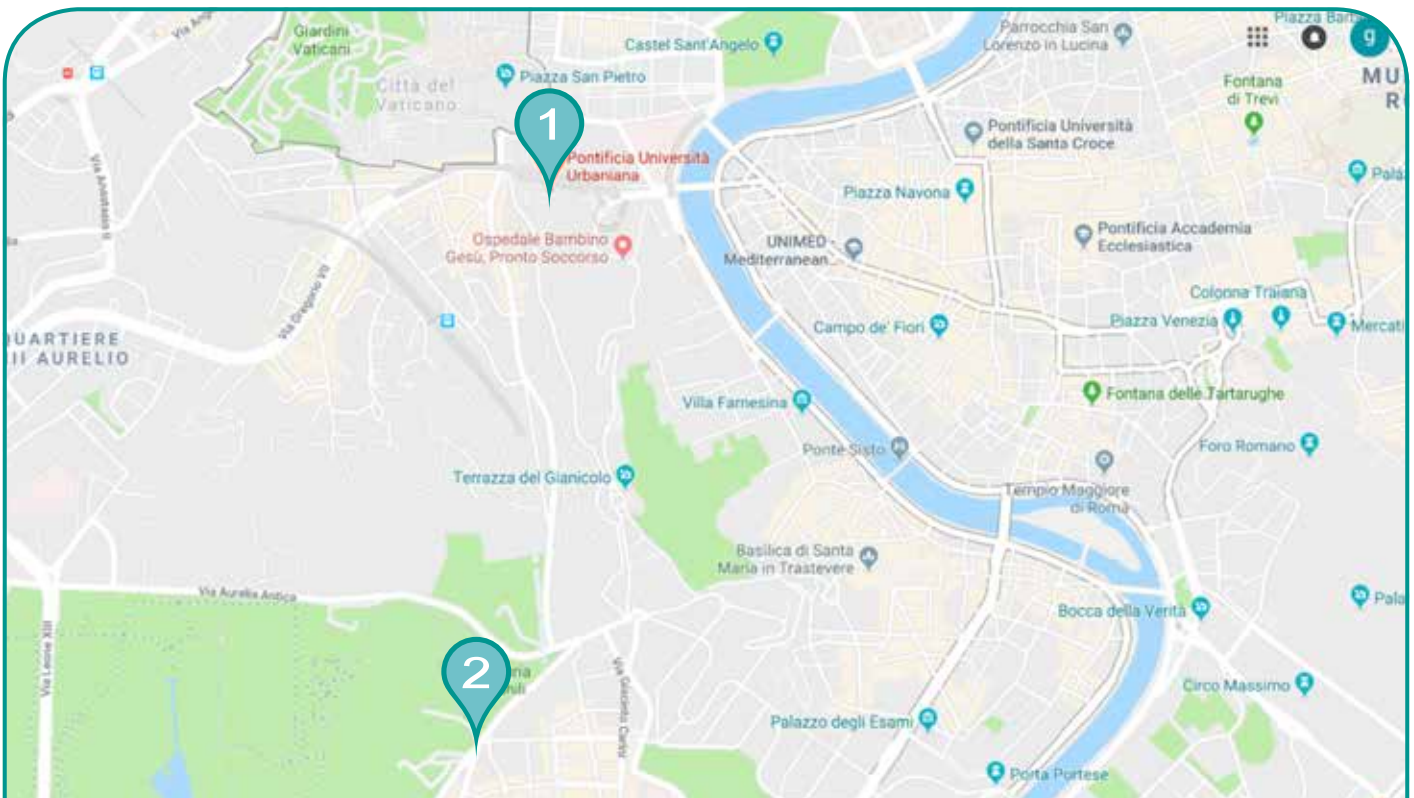 Giardini
Vaticani
Città del
Vaticano
Piazza San Pietro
Castel Sant'Angelo
Parrocchia San
Lorenzo in Lucina
g
MU
Fontana
di Trevi
1
Pontificia Università
Urbaniana
Pontificia Università
della Santa Croce
Piazza Navona
Via Anastasio II
Ospedale Bambino
Gesù, Pronto Soccorso
UNIMED -
Mediterranean...
Pontificia Accademia
Ecclesiastica
Via Gregorio VII
Colonna Traiana
Piazza Venezia
Mercati
Campo de' Fiori
UARTIERE
II AURELIO
Villa Farnesina
Fontana delle Tartarughe
Ponte Sisto
Foro Romano
Terrazza del Gianicolo
Tempio Maggiore
di Roma
Basilica di Santa
Maria in Trastevere
Via Aurelia Antica
Bocca della Verità
Pala
Via Leone XIII
2
Via Giacinto Carini
Circo Massimo
Palazzo degli Esami
Porta Portese